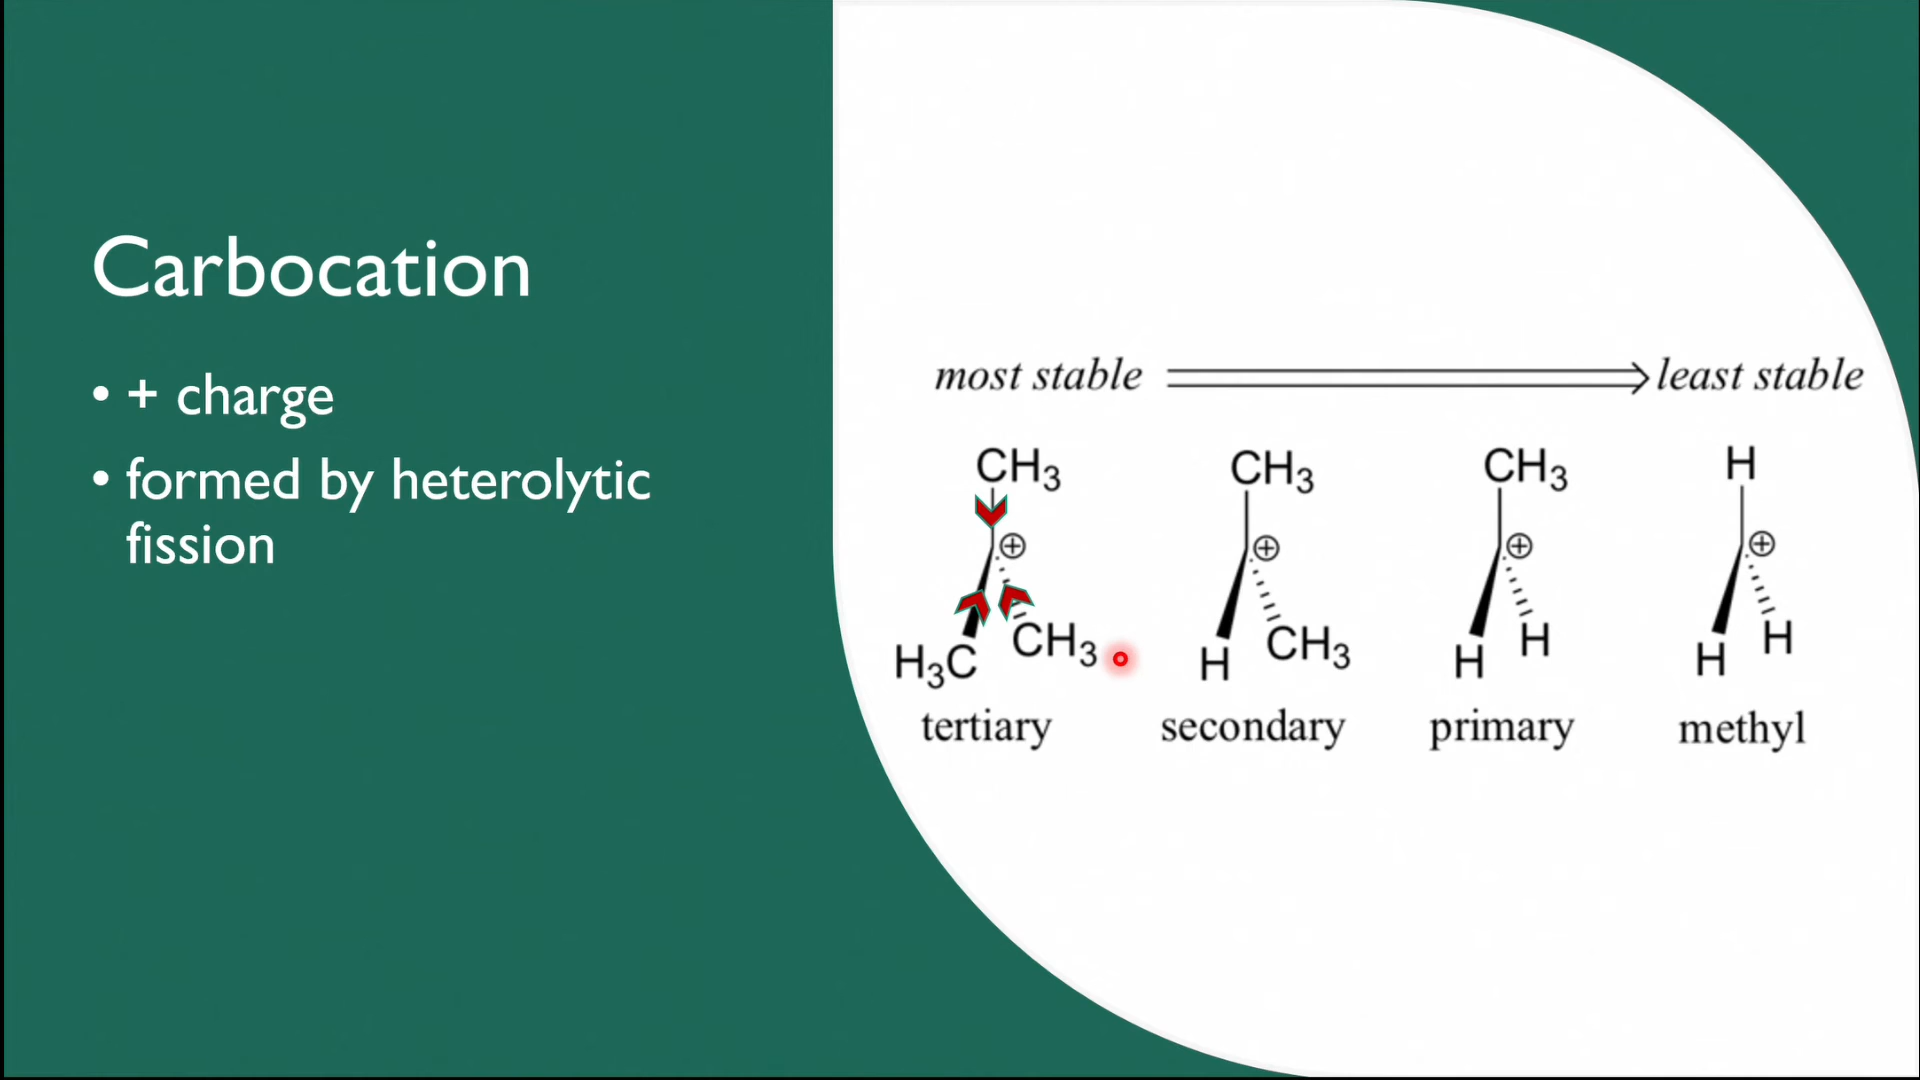 Carbocation
• + charge
• formed by heterolytic
fission
most stable least stable
CH3 CH3 CH3 H
⊕ ⊕ ⊕ ⊕
H3C CH3 H CH3 H H H H
tertiary secondary primary methyl